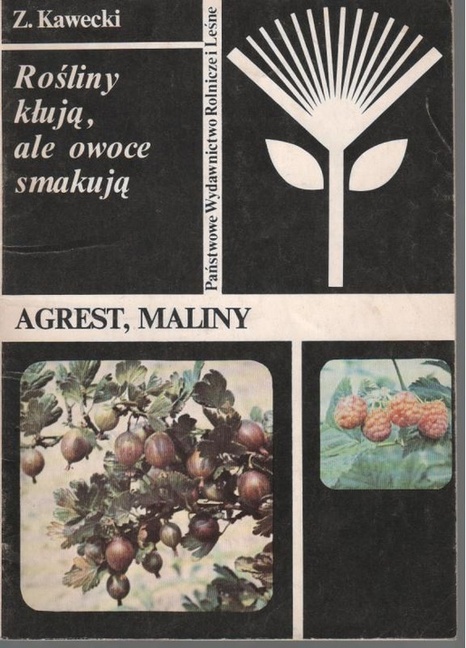 Z. Kawecki
Rośliny
kłują,
ale owoce
smakują
Państwowe Wydawnictwo Rolnicze i Leśne
AGREST, MALINY